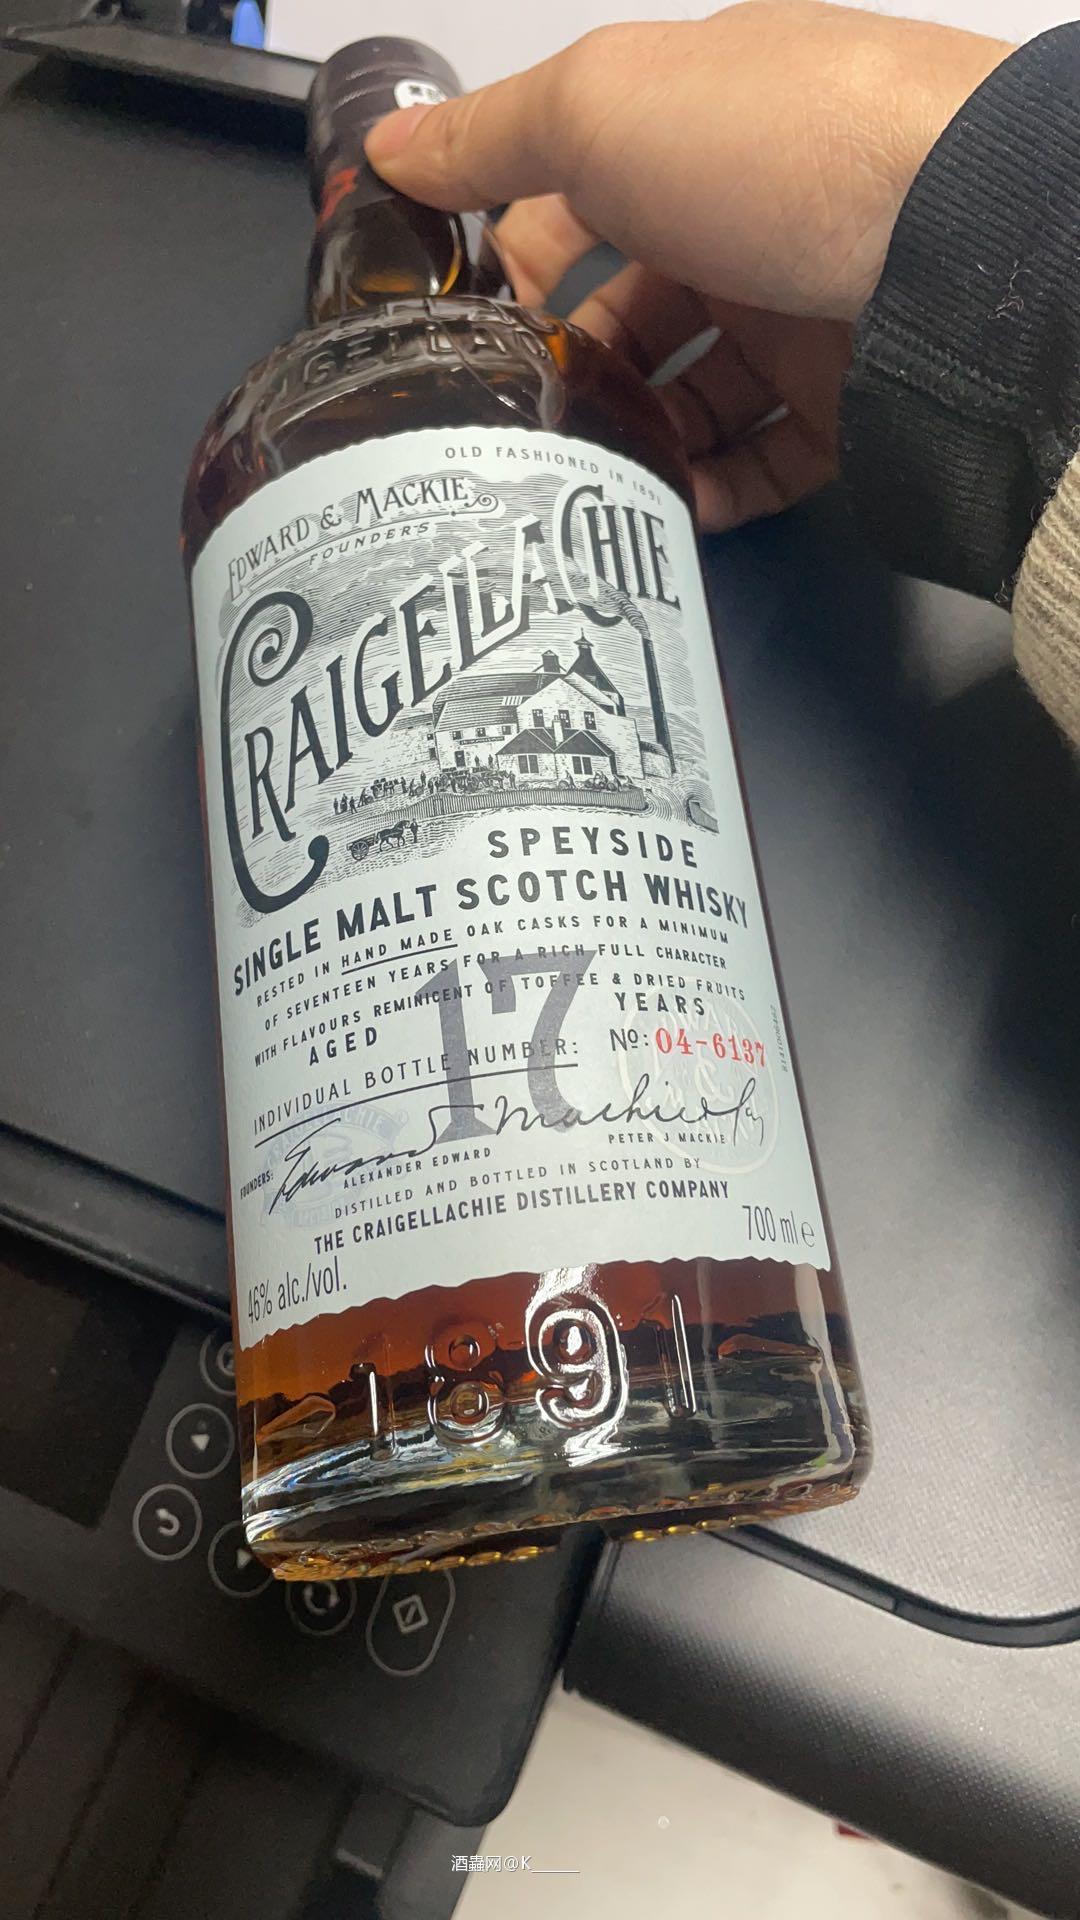 OLD FASHIONED IN 1891
EDWARD & MACKIE
FOUNDERS
CRAIGELLACHIE
SPEYSIDE
SINGLE MALT SCOTCH WHISKY
RESTED IN HAND MADE OAK CASKS FOR A MINIMUM
OF SEVENTEEN YEARS FOR A RICH FULL CHARACTER
WITH FLAVOURS REMINICENT OF TOFFEE & DRIED FRUITS
AGED 17 YEARS
INDIVIDUAL BOTTLE NUMBER: Nº: 04-6137
FOUNDERS:
ALEXANDER EDWARD
PETER J MACKIE
DISTILLED AND BOTTLED IN SCOTLAND BY
THE CRAIGELLACHIE DISTILLERY COMPANY
46% alc./vol.
700 ml e
1891
酒蟲网@K_____